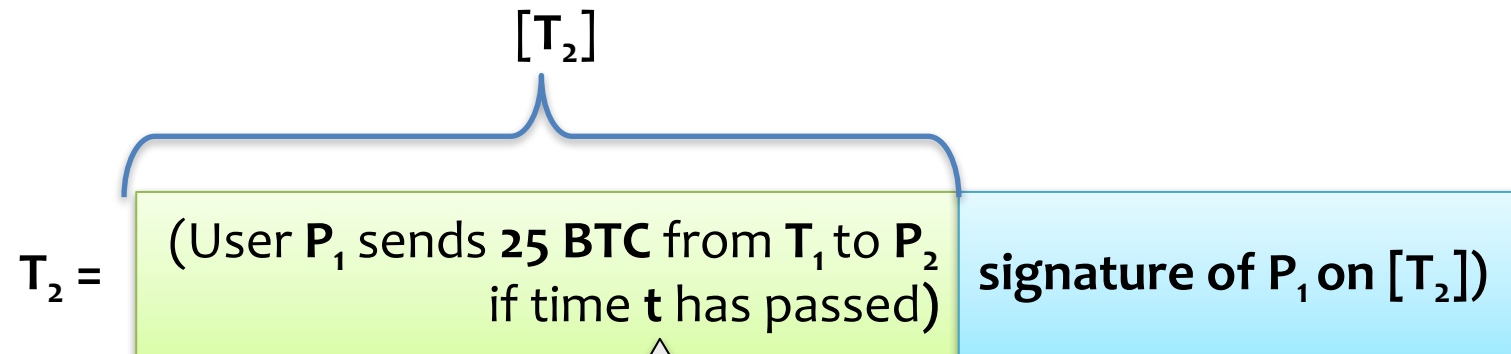 [T₂]
(User P₁ sends 25 BTC from T₁ to P₂
if time t has passed)
T₂ =
signature of P₁ on [T₂])